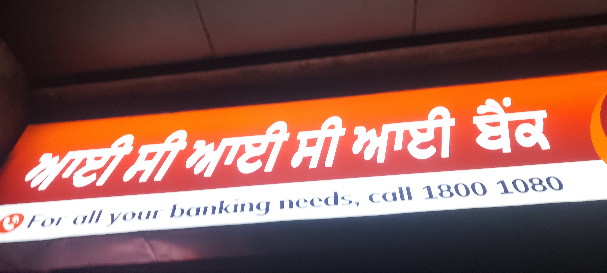 ਆਈ ਸੀ ਆਈ ਸੀ ਆਈ ਬੈਂਕ
For all your banking needs, call 1800 1080